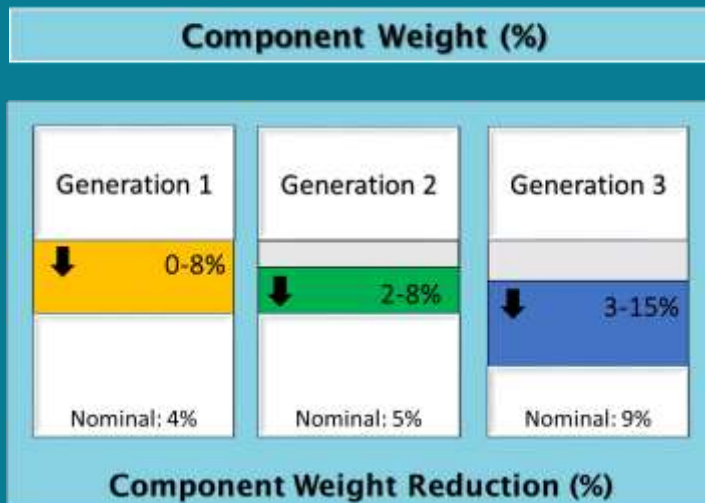 Component Weight (%)
Generation 1
0-8%
Nominal: 4%
Generation 2
2-8%
Nominal: 5%
Generation 3
3-15%
Nominal: 9%
Component Weight Reduction (%)